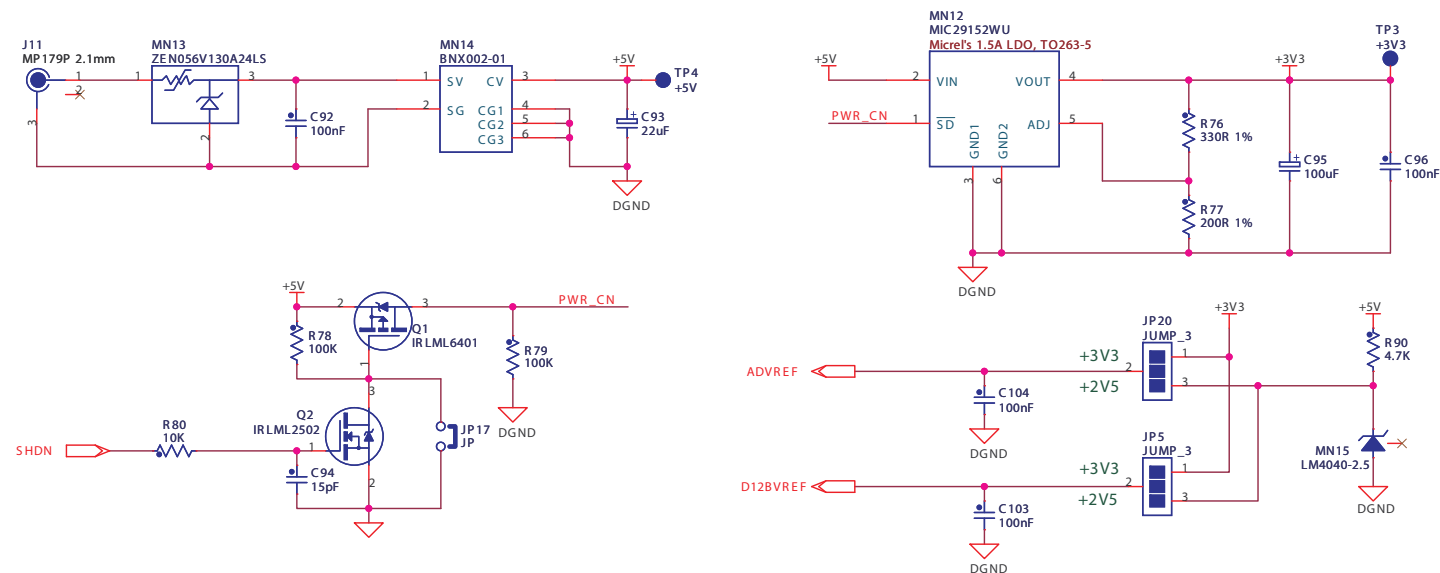 J11
MP179P 2.1mm
1
2
3
MN13
ZEN056V130A24LS
1
3
2
C92
100nF
MN14
BNX002-01
1
SV
2
SG
CV
3
CG1
4
CG2
5
CG3
6
+5V
TP4
+5V
C93
22uF
+
DGND
MN12
MIC29152WU
Micrel's 1.5A LDO, TO263-5
+5V
2
VIN
PWR_CN
1
SD
GND1
GND2
3
6
VOUT
4
ADJ
5
R76
330R 1%
R77
200R 1%
+3V3
+
C95
100uF
TP3
+3V3
C96
100nF
DGND
+5V
2
3
PWR_CN
Q1
IRLML6401
1
R78
100K
R79
100K
DGND
3
Q2
IRLML2502
1
2
SHDN
R80
10K
C94
15pF
JP17
JP
ADVREF
C104
100nF
DGND
+3V3
+2V5
2
JP20
JUMP_3
1
3
+3V3
+5V
R90
4.7K
MN15
LM4040-2.5
DGND
D12BVREF
C103
100nF
DGND
+3V3
+2V5
2
JP5
JUMP_3
1
3